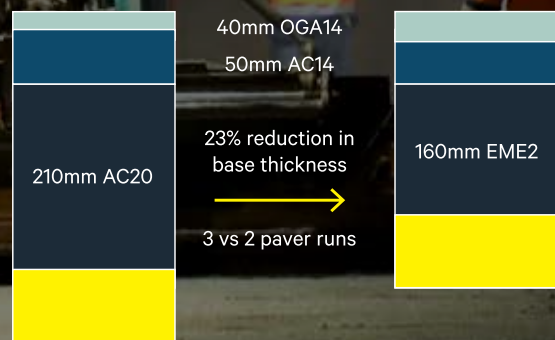 40mm OGA14
50mm AC14
23% reduction in
base thickness
210mm AC20
160mm EME2
3 vs 2 paver runs